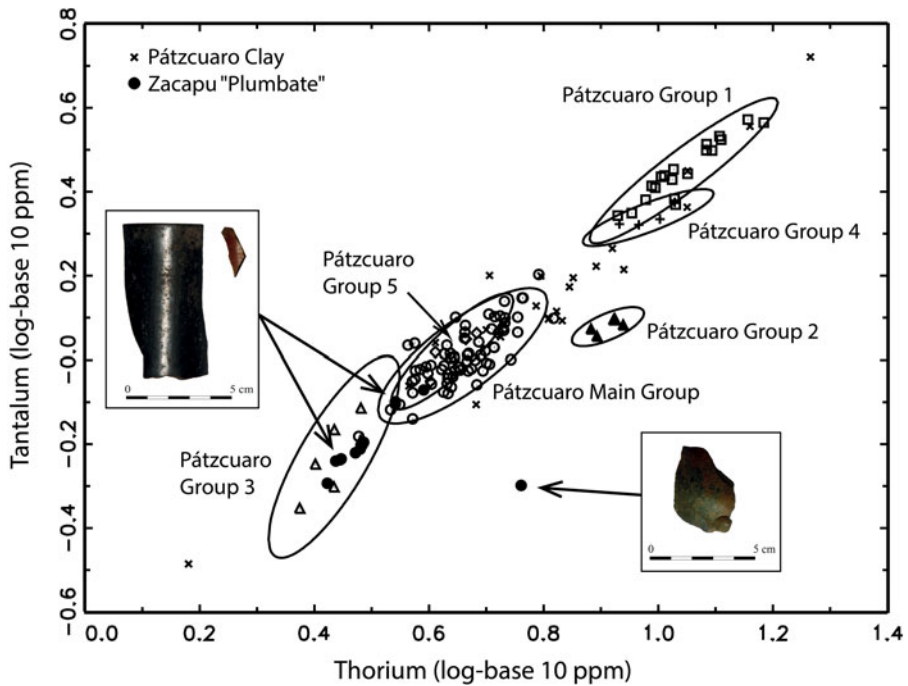 Pátzcuaro Clay
Zacapu "Plumbate"
Pátzcuaro Group 1
Pátzcuaro Group 4
Pátzcuaro
Group 5
Pátzcuaro Group 2
Pátzcuaro Main Group
Pátzcuaro
Group 3
0 5 cm
0 5 cm
Tantalum (log-base 10 ppm)
0.8
0.6
0.4
0.2
-0.0
-0.2
-0.4
-0.6
0.0 0.2 0.4 0.6 0.8 1.0 1.2 1.4
Thorium (log-base 10 ppm)